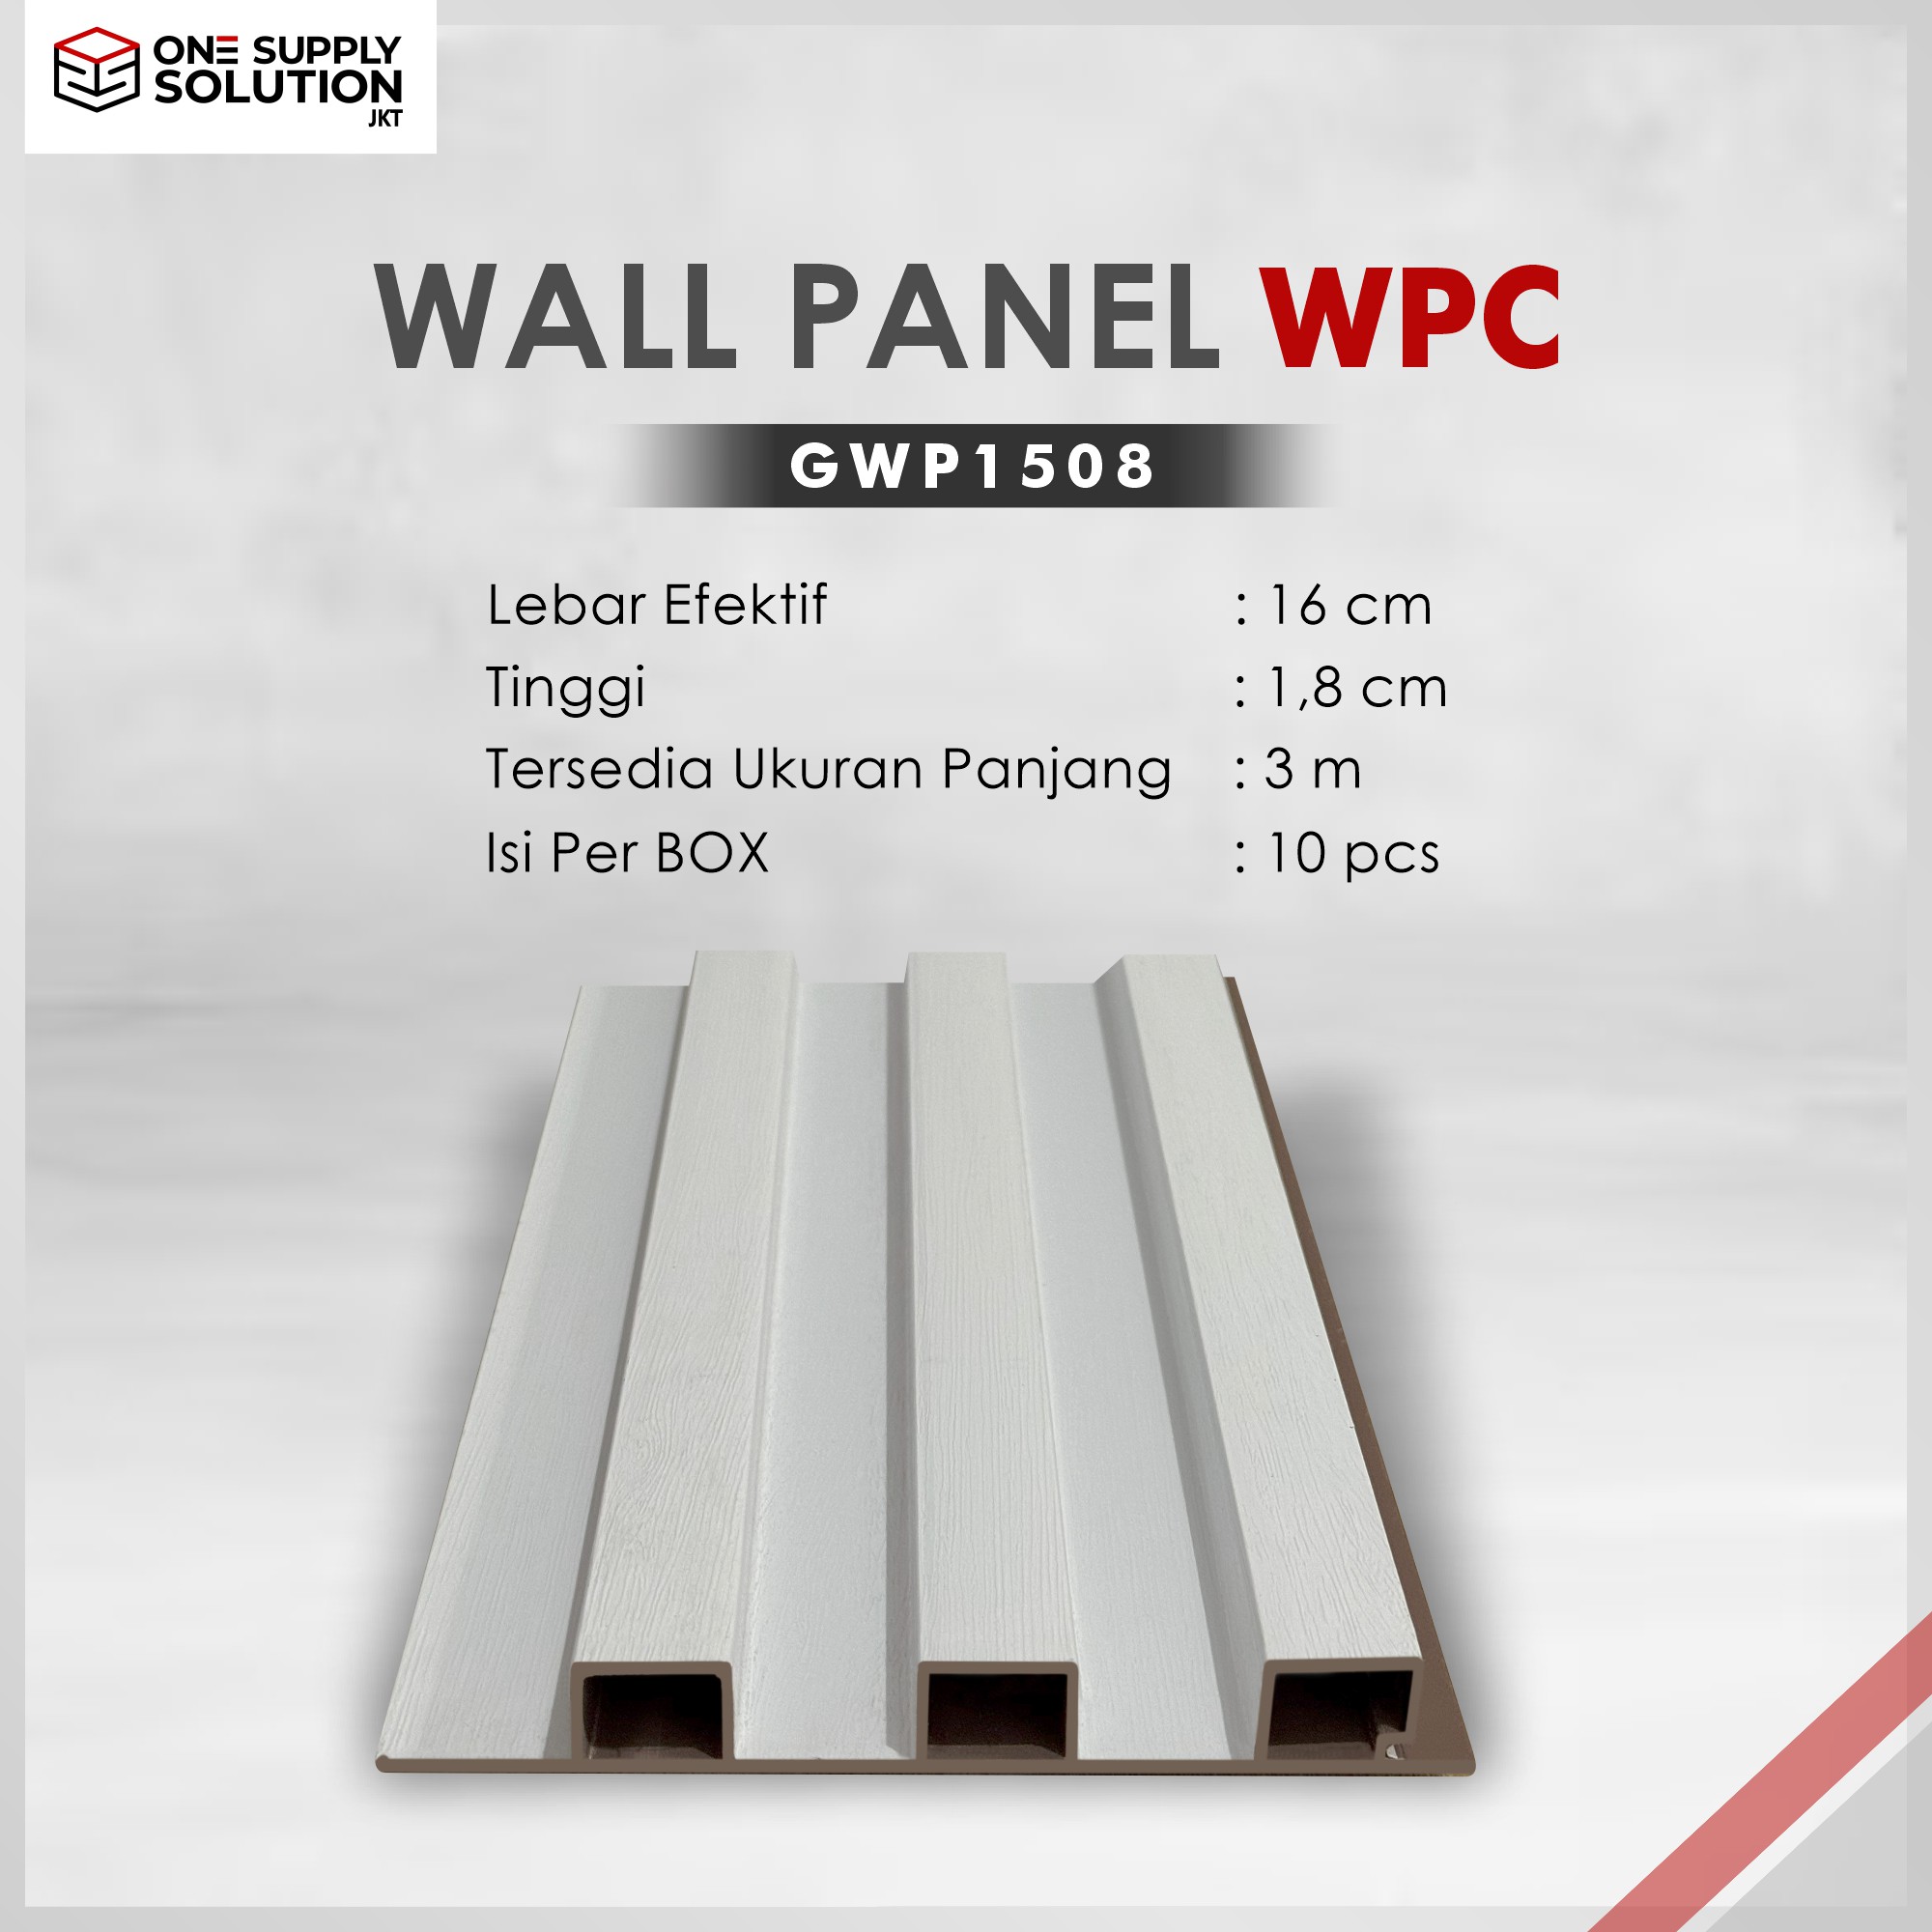 ONE SUPPLY
SOLUTION
JKT
WALL PANEL WPC
GWP1508
Lebar Efektif : 16 cm
Tinggi : 1,8 cm
Tersedia Ukuran Panjang : 3 m
Isi Per BOX : 10 pcs